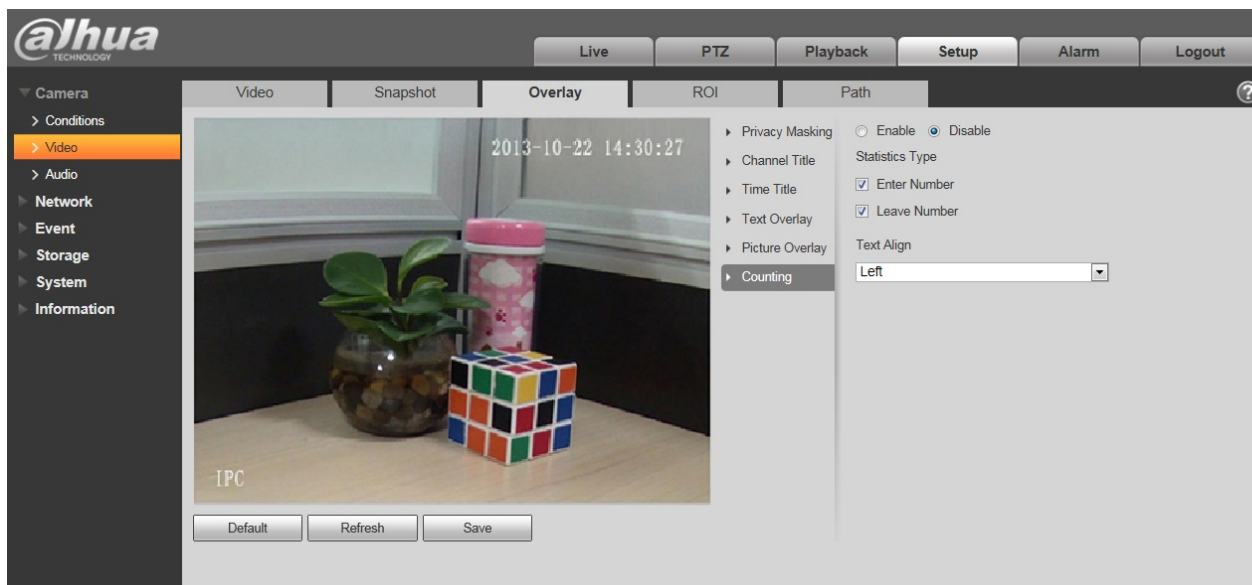 alhua
TECHNOLOGY
Live PTZ Playback Setup Alarm Logout
Camera
Conditions
Video
Audio
Network
Event
Storage
System
Information
Video Snapshot Overlay ROI Path
?
2013-10-22 14:30:27
IPC
Privacy Masking
Channel Title
Time Title
Text Overlay
Picture Overlay
Counting
Enable Disable
Statistics Type
Enter Number
Leave Number
Text Align
Left
Default Refresh Save